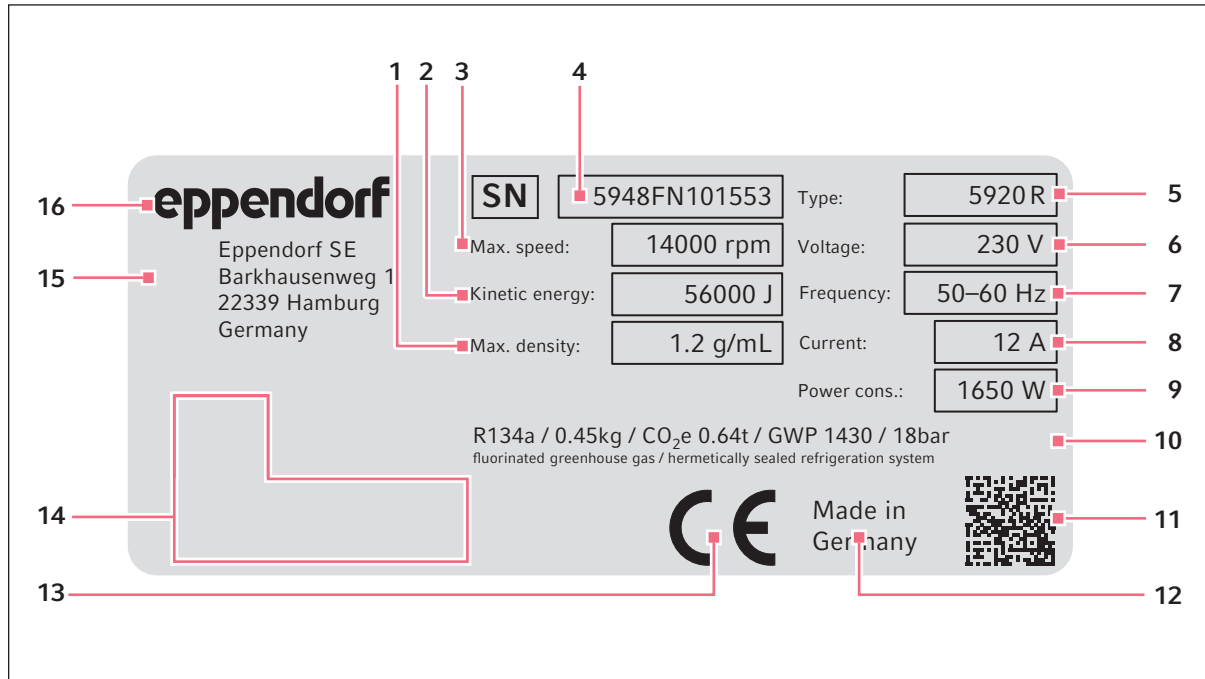 1 2 3 4
16 eppendorf SN 5948FN101553 Type: 5920 R 5
15 Eppendorf SE
Barkhausenweg 1
22339 Hamburg
Germany
Max. speed: 14000 rpm Voltage: 230 V 6
Kinetic energy: 56000 J Frequency: 50–60 Hz 7
Max. density: 1.2 g/mL Current: 12 A 8
Power cons.: 1650 W 9
R134a / 0.45kg / CO₂e 0.64t / GWP 1430 / 18bar 10
fluorinated greenhouse gas / hermetically sealed refrigeration system
14 CE Made in
Germany 11
13 12